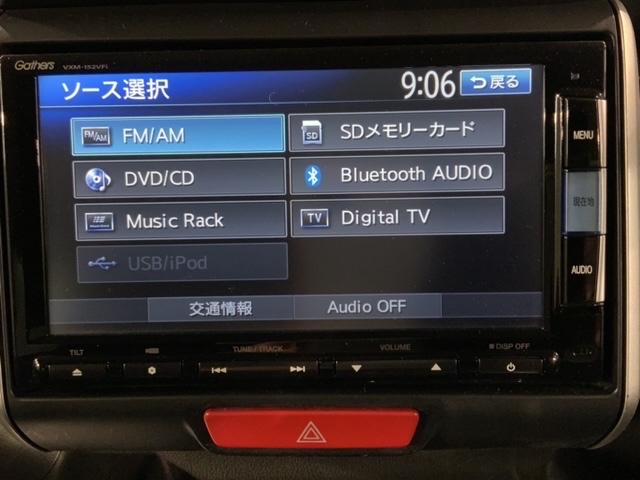 Gathers VXM-152VFi
ソース選択 9:06 戻る
FM/AM SDメモリーカード
DVD/CD Bluetooth AUDIO
Music Rack TV Digital TV
USB/iPod
交通情報 Audio OFF
MENU
現在地
AUDIO
TILT TUNE/TRACK VOLUME DISP OFF